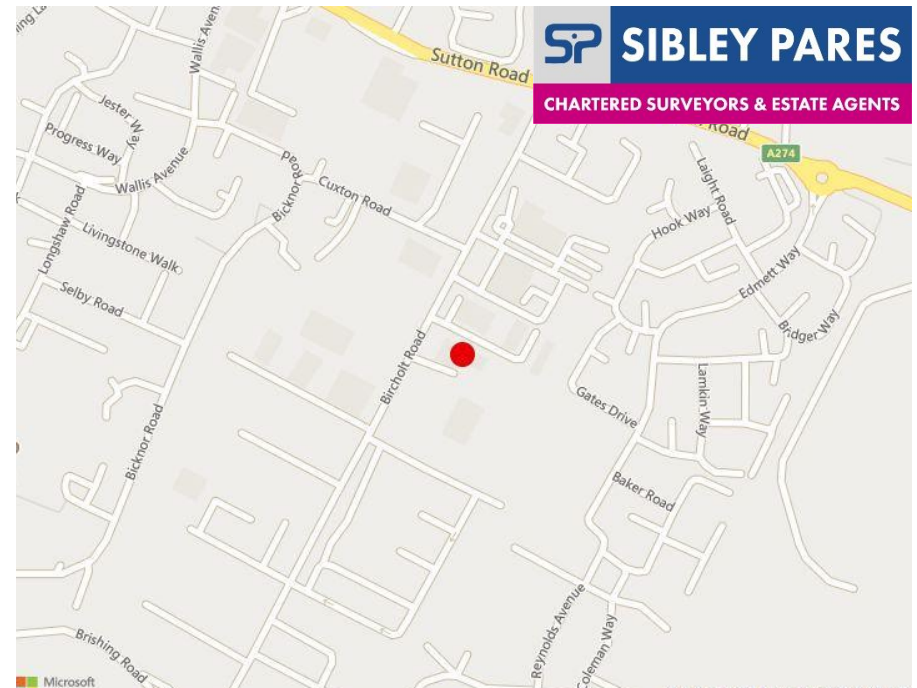 SP SIBLEY PARES
CHARTERED SURVEYORS & ESTATE AGENTS
Wallis Aven
Sutton Road
Road
A274
Jester Way
Progress Way
Wallis Avenue
Bicknor Road
Cuxton Road
Laight Road
Hook Way
Longshaw Road
Livingstone Walk
Edmett Way
Selby Road
Bridger Way
Bircholt Road
Gates Drive
Lamkin Way
Bicknor Road
Baker Road
Reynolds Avenue
Coleman Way
Brishing Road
Microsoft